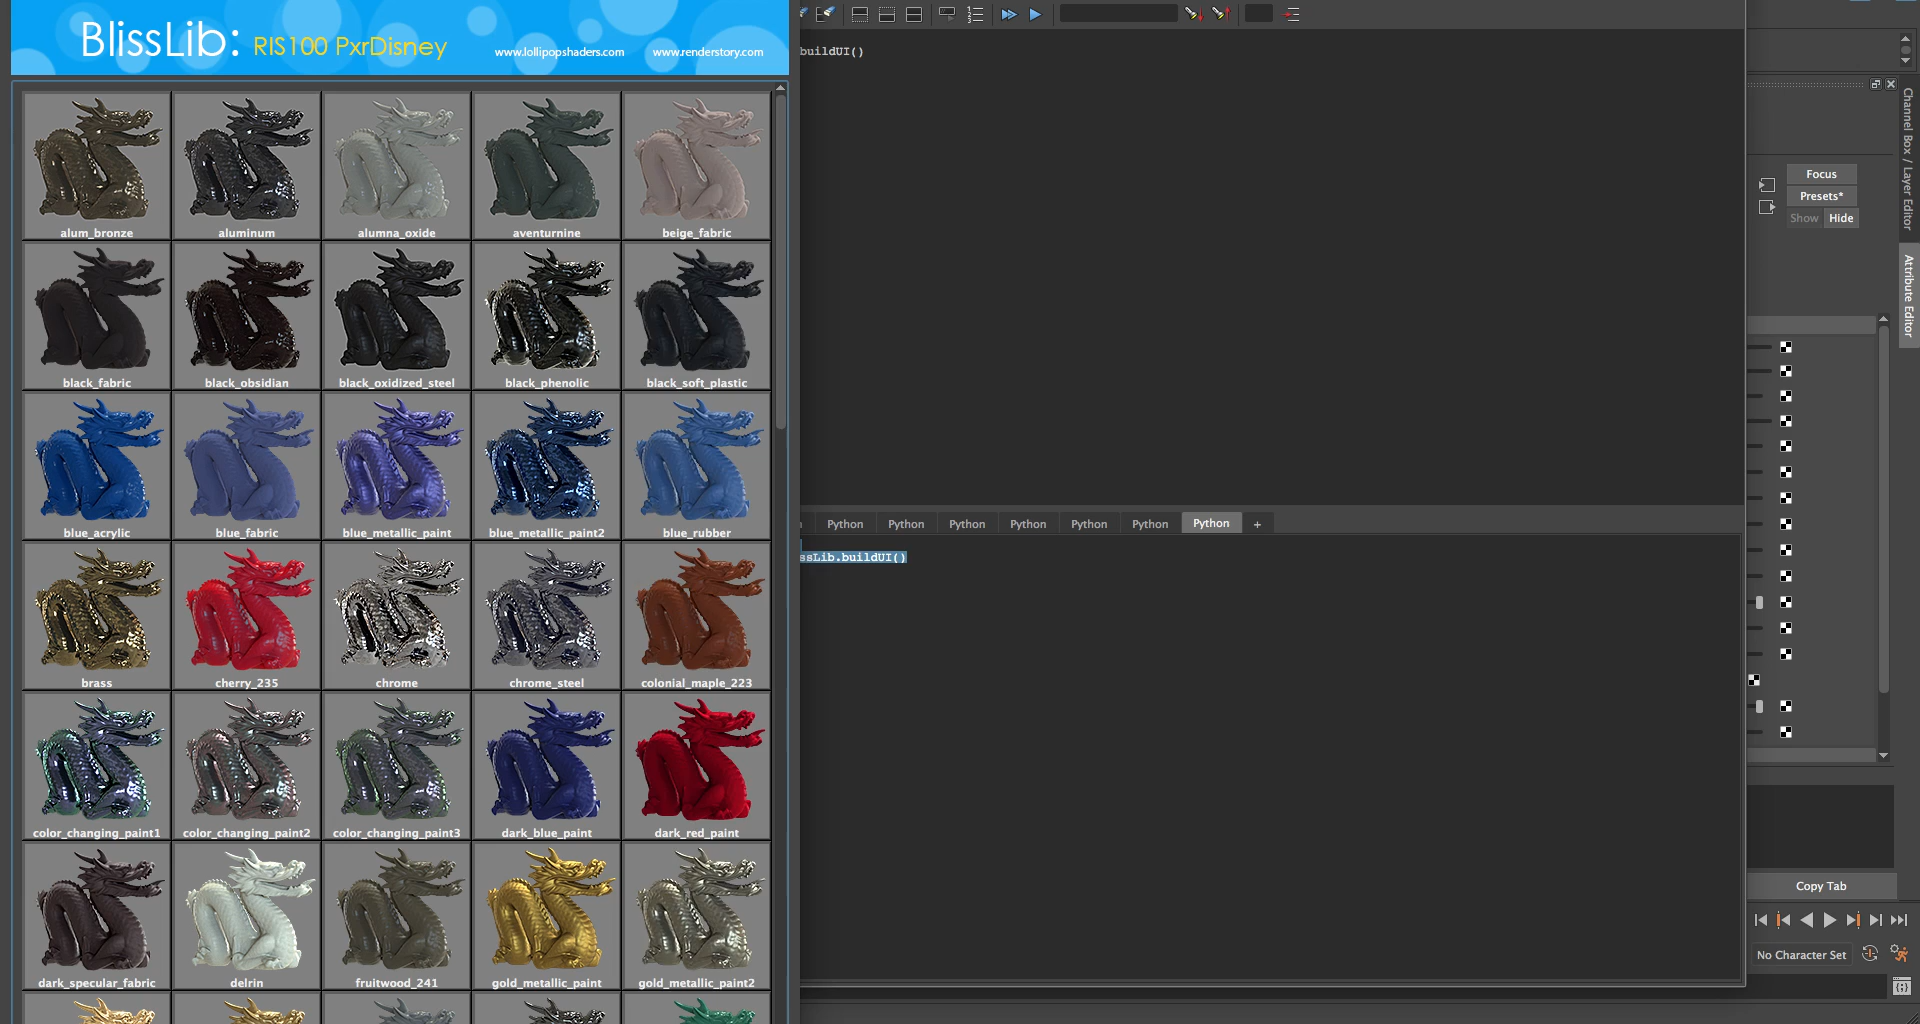 BlissLib: RIS100 PxrDisney www.lollipopshaders.com www.renderstory.com
alum_bronze aluminum alumna_oxide aventurnine beige_fabric
black_fabric black_obsidian black_oxidized_steel black_phenolic black_soft_plastic
blue_acrylic blue_fabric blue_metallic_paint blue_metallic_paint2 blue_rubber
brass cherry_235 chrome chrome_steel colonial_maple_223
color_changing_paint1 color_changing_paint2 color_changing_paint3 dark_blue_paint dark_red_paint
dark_specular_fabric delrin fruitwood_241 gold_metallic_paint gold_metallic_paint2
buildUI()
Python Python Python Python Python Python Python +
ssLib.buildUI()
Focus
Presets*
Show Hide
Channel Box / Layer Editor
Attribute Editor
Copy Tab
No Character Set